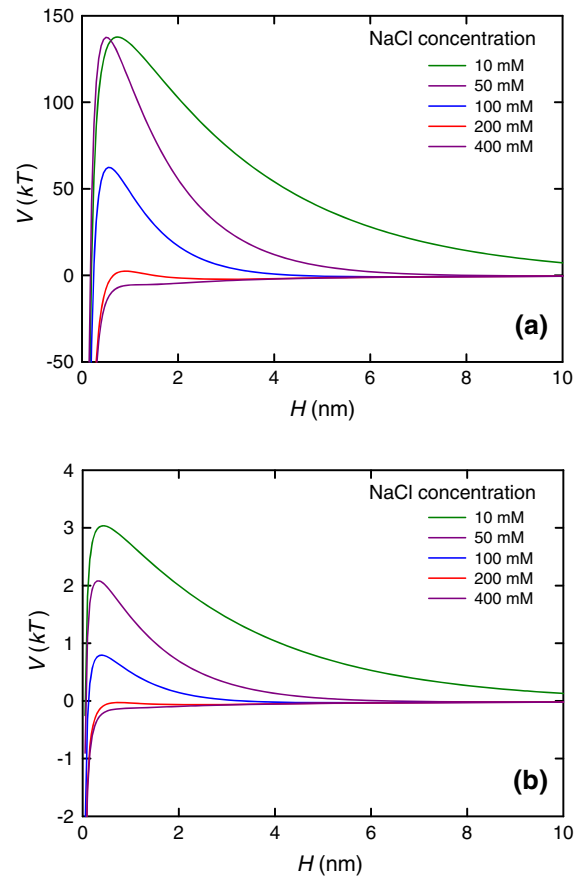 150
100
50
0
-50
V (kT)
NaCl concentration
10 mM
50 mM
100 mM
200 mM
400 mM
(a)
0 2 4 6 8 10
H (nm)
4
3
2
1
0
-1
-2
V (kT)
NaCl concentration
10 mM
50 mM
100 mM
200 mM
400 mM
(b)
0 2 4 6 8 10
H (nm)